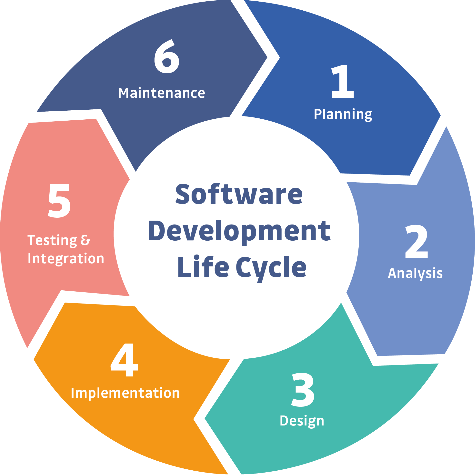 Software
Development
Life Cycle
1
Planning
2
Analysis
3
Design
4
Implementation
5
Testing &
Integration
6
Maintenance